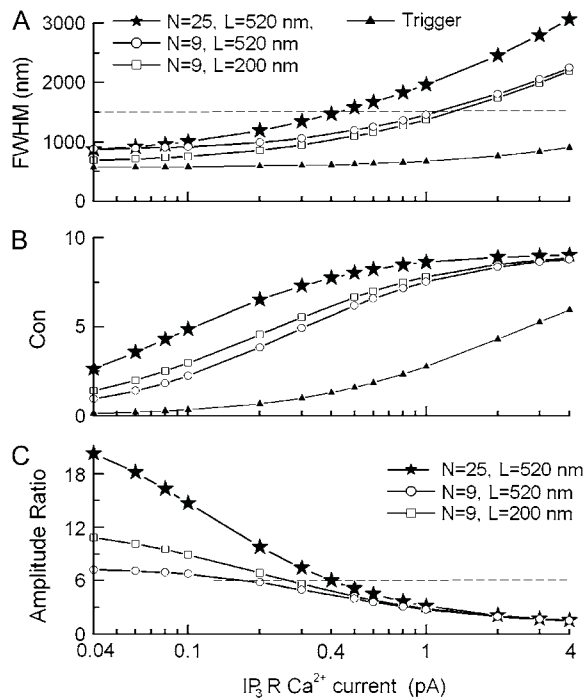 A
N=25, L=520 nm,
Trigger
N=9, L=520 nm
N=9, L=200 nm
3000
2000
1000
0
FWHM (nm)
B
10
5
0
Con
C
N=25, L=520 nm
N=9, L=520 nm
N=9, L=200 nm
18
12
6
0
Amplitude Ratio
0.04 0.1 0.4 1 4
IP₃ R Ca²⁺ current (pA)